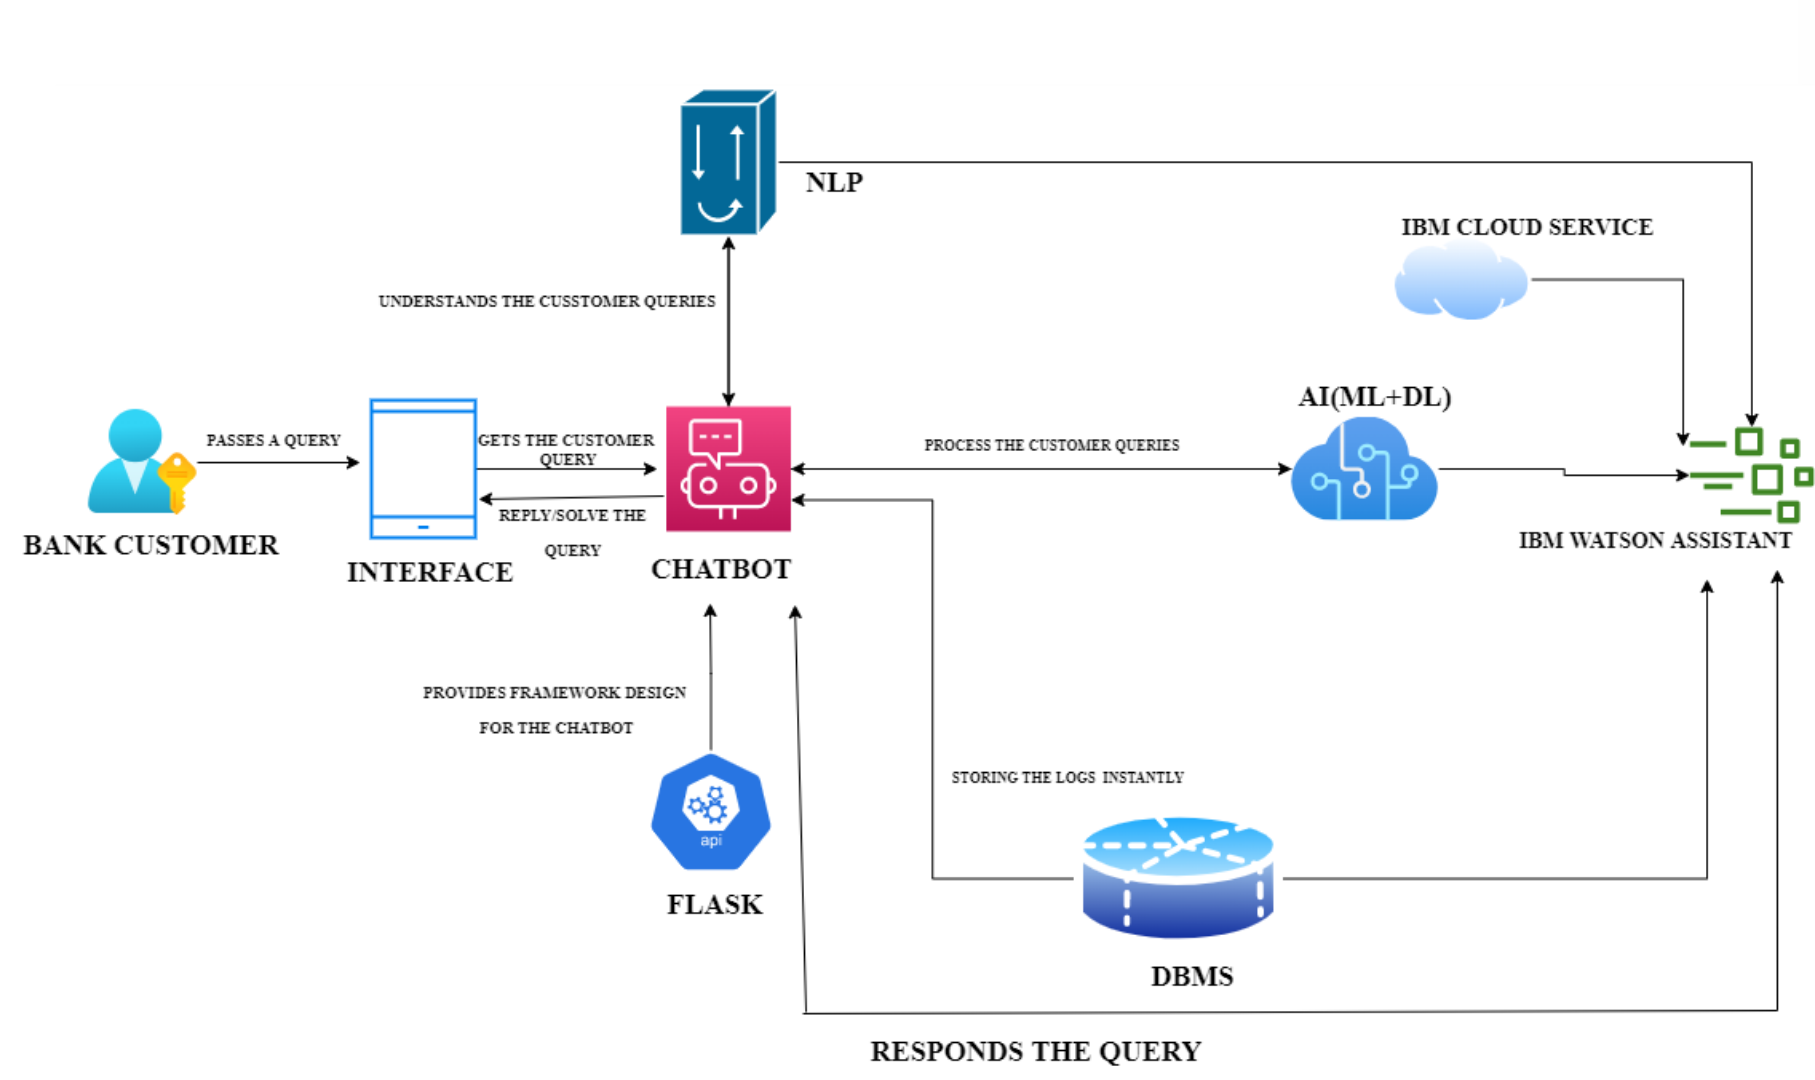 NLP
IBM CLOUD SERVICE
UNDERSTANDS THE CUSSTOMER QUERIES
AI(ML+DL)
PASSES A QUERY
GETS THE CUSTOMER
QUERY
PROCESS THE CUSTOMER QUERIES
REPLY/SOLVE THE
QUERY
BANK CUSTOMER
INTERFACE
CHATBOT
IBM WATSON ASSISTANT
PROVIDES FRAMEWORK DESIGN
FOR THE CHATBOT
STORING THE LOGS INSTANTLY
api
FLASK
DBMS
RESPONDS THE QUERY